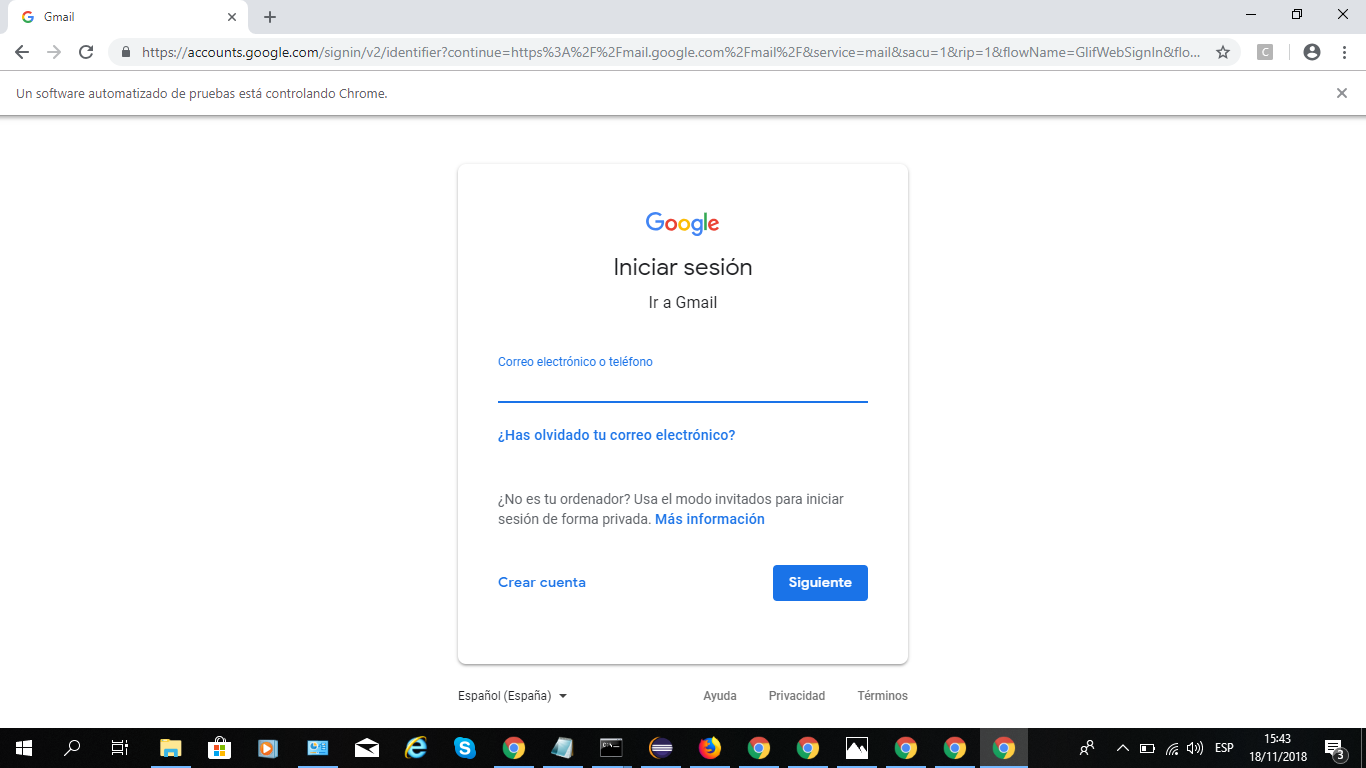 Gmail
https://accounts.google.com/signin/v2/identifier?continue=https%3A%2F%2Fmail.google.com%2Fmail%2F&service=mail&sacu=1&rip=1&flowName=GlifWebSignIn&flo...
C
Un software automatizado de pruebas está controlando Chrome.
Google
Iniciar sesión
Ir a Gmail
Correo electrónico o teléfono
¿Has olvidado tu correo electrónico?
¿No es tu ordenador? Usa el modo invitados para iniciar
sesión de forma privada. Más información
Crear cuenta
Siguiente
Español (España)
Ayuda
Privacidad
Términos
ESP
15:43
18/11/2018
3